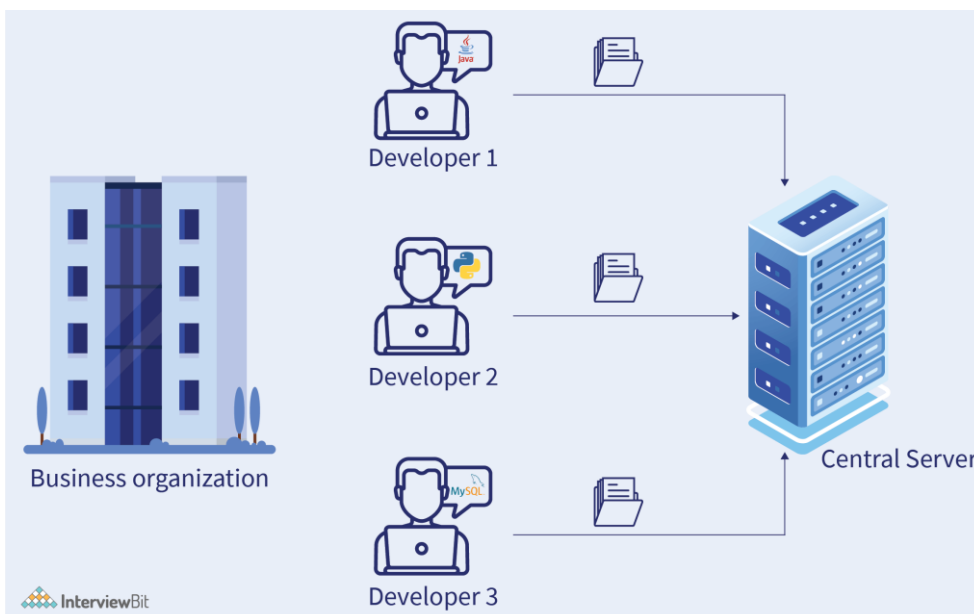 Java
Developer 1
Developer 2
Business organization
Central Server
MySQL
Developer 3
InterviewBit